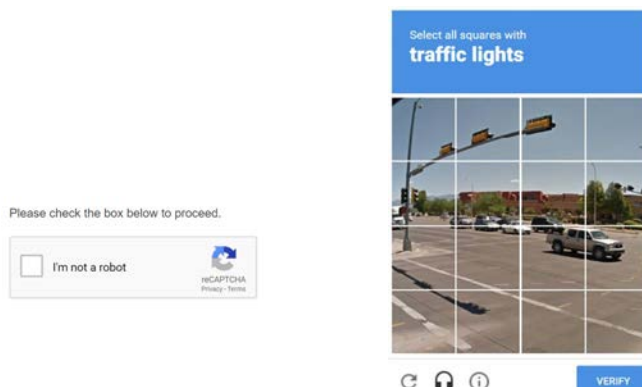 Select all squares with
traffic lights
Please check the box below to proceed.
I'm not a robot
reCAPTCHA
Privacy - Terms
VERIFY